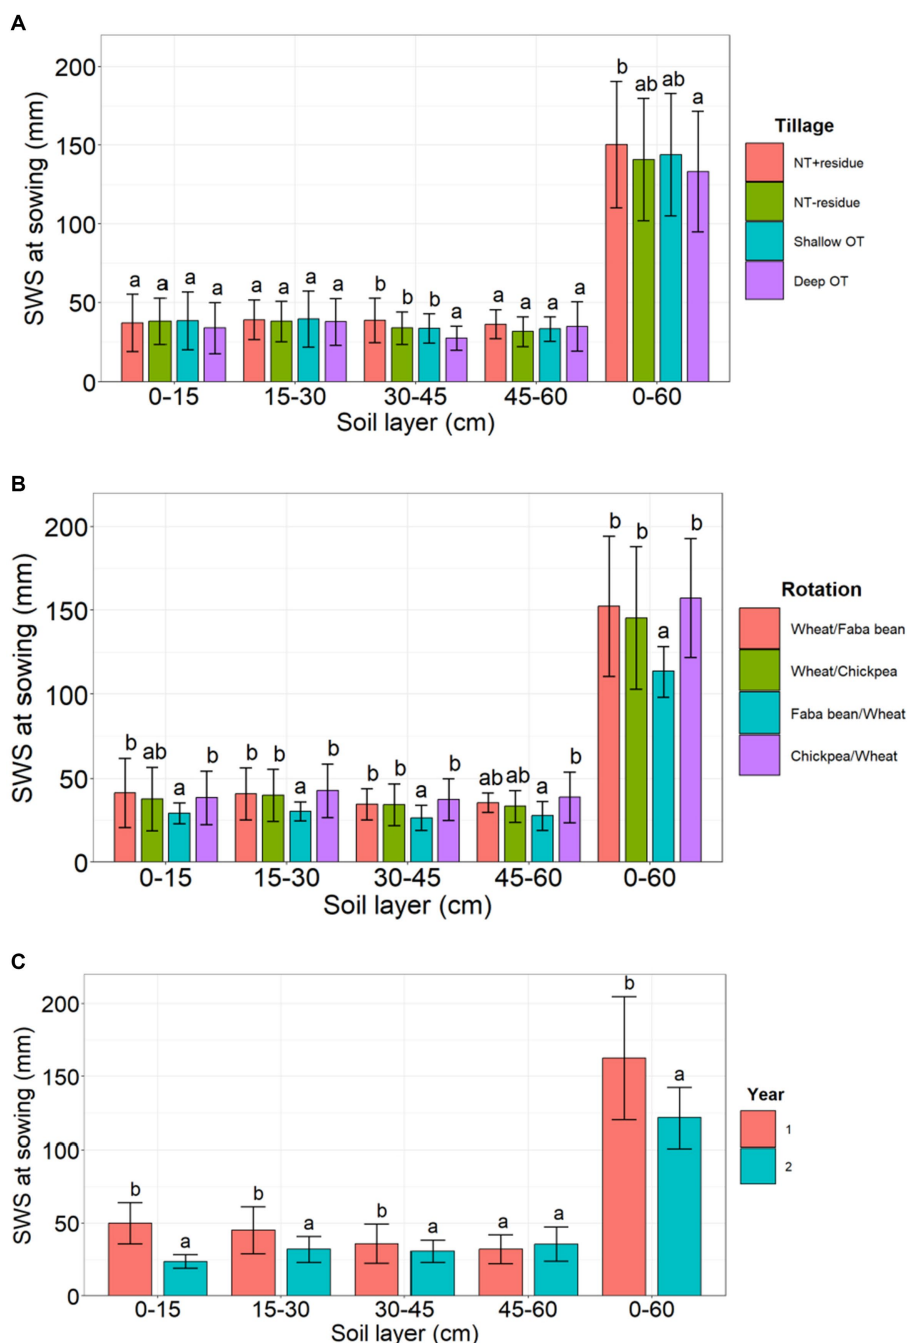 A
SWS at sowing (mm)
200
150
100
50
0
a a a a
a a a a
b b b a
a a a a
b ab ab a
0-15 15-30 30-45 45-60 0-60
Soil layer (cm)
Tillage
NT+residue
NT-residue
Shallow OT
Deep OT
B
SWS at sowing (mm)
200
150
100
50
0
b ab a b
b b a b
b b a b
ab ab a b
b b a b
0-15 15-30 30-45 45-60 0-60
Soil layer (cm)
Rotation
Wheat/Faba bean
Wheat/Chickpea
Faba bean/Wheat
Chickpea/Wheat
C
SWS at sowing (mm)
200
150
100
50
0
b a
b a
b a
a a
b a
0-15 15-30 30-45 45-60 0-60
Soil layer (cm)
Year
1
2